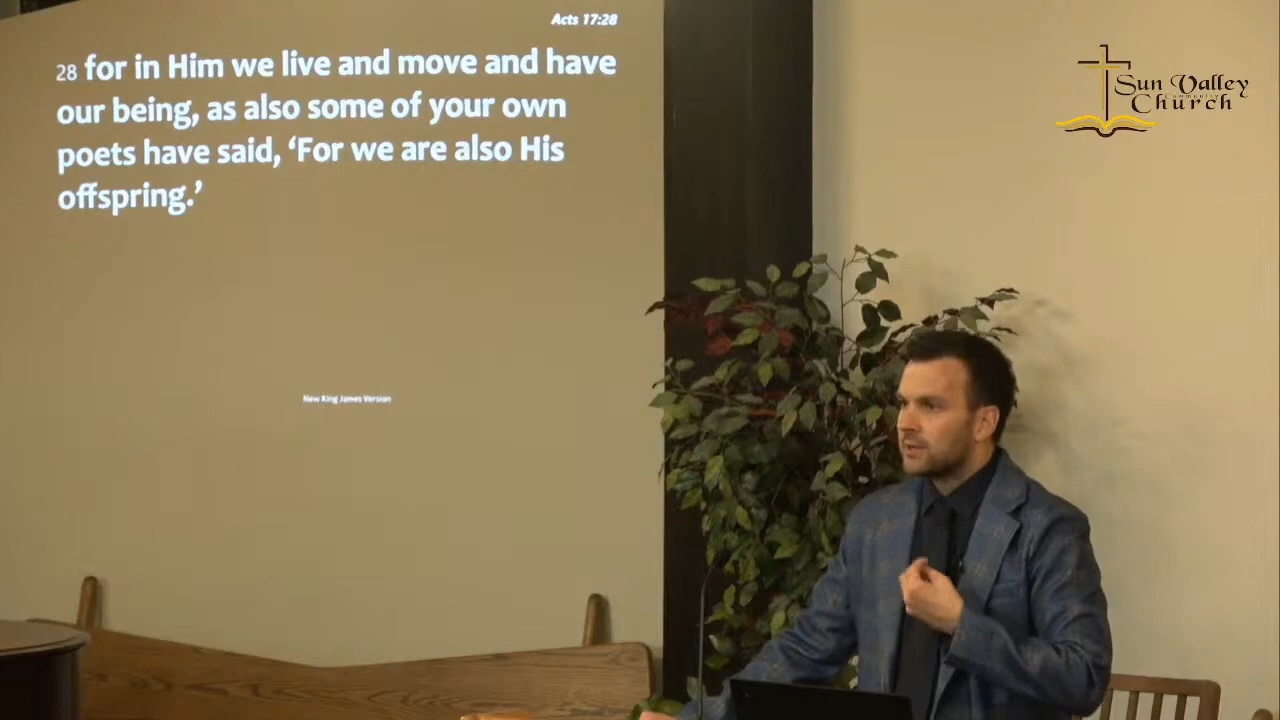 Acts 17:28
28 for in Him we live and move and have
our being, as also some of your own
poets have said, ‘For we are also His
offspring.’
New King James Version
Sun Valley
Community
Church